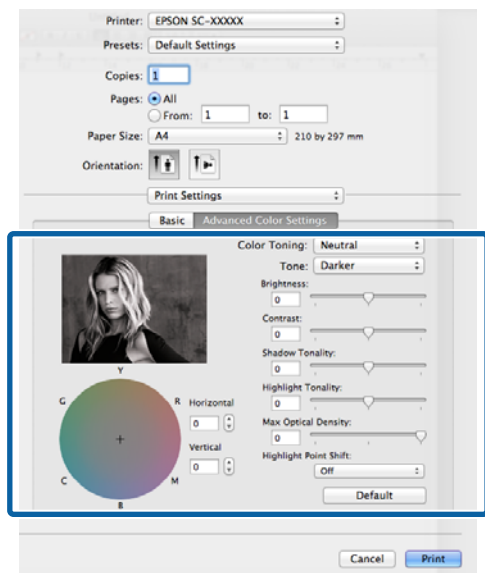 Printer: EPSON SC-XXXXX
Presets: Default Settings
Copies: 1
Pages: All
From: 1 to: 1
Paper Size: A4 210 by 297 mm
Orientation:
Print Settings
Basic Advanced Color Settings
Color Toning: Neutral
Tone: Darker
Brightness:
0
Contrast:
0
Shadow Tonality:
0
Highlight Tonality:
0
Max Optical Density:
0
Highlight Point Shift:
Off
Default
Y
G R
C M
B
Horizontal
0
Vertical
0
Cancel Print